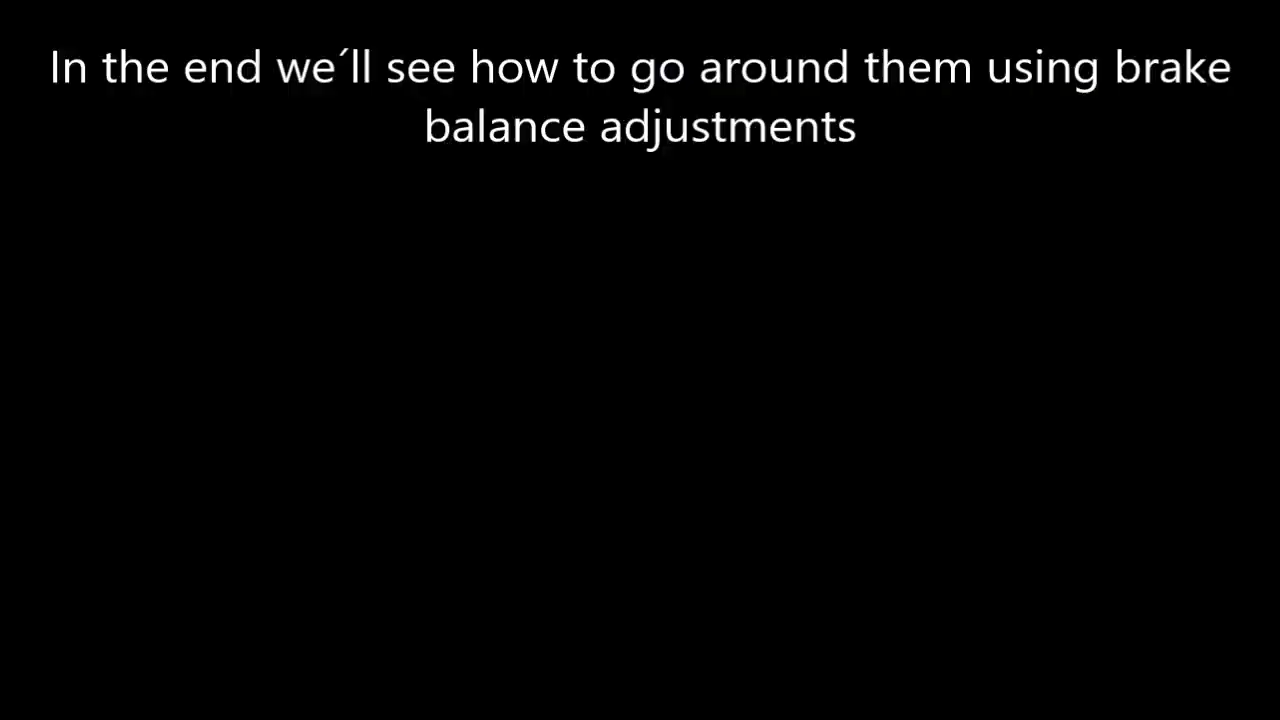 In the end we´ll see how to go around them using brake
balance adjustments